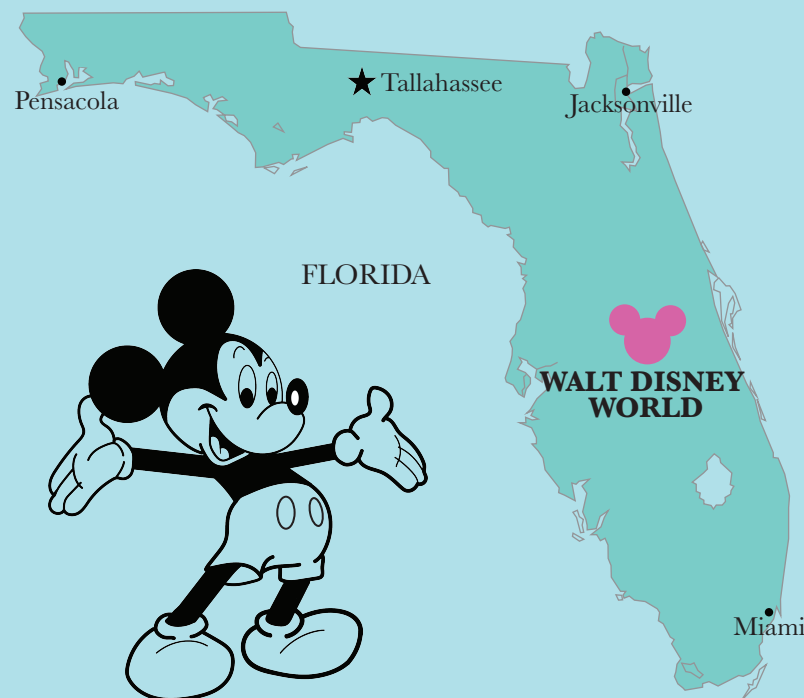 Tallahassee
Pensacola
Jacksonville
FLORIDA
WALT DISNEY
WORLD
Miami